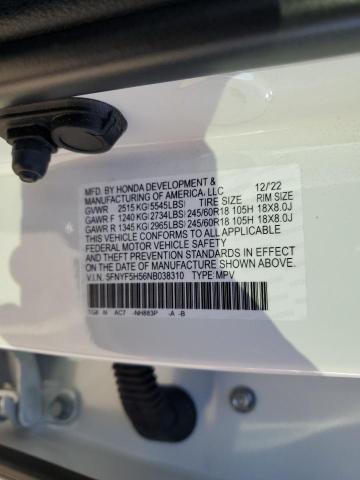 MFD. BY HONDA DEVELOPMENT & 12/'22
MANUFACTURING OF AMERICA, LLC
GVWR 2515 KG(5545LBS) TIRE SIZE RIM SIZE
GAWR F 1240 KG(2734LBS) 245/60R18 105H 18X8.0J
GAWR R 1345 KG(2965LBS) 245/60R18 105H 18X8.0J
THIS VEHICLE CONFORMS TO ALL APPLICABLE
FEDERAL MOTOR VEHICLE SAFETY
AND THEFT PREVENTION STANDARDS IN EFFECT
ON THE DATE OF MANUFACTURE SHOWN ABOVE.
V.I.N. 5FNYF5H56NB038310 TYPE MPV
AC7 -NH883P -A -B